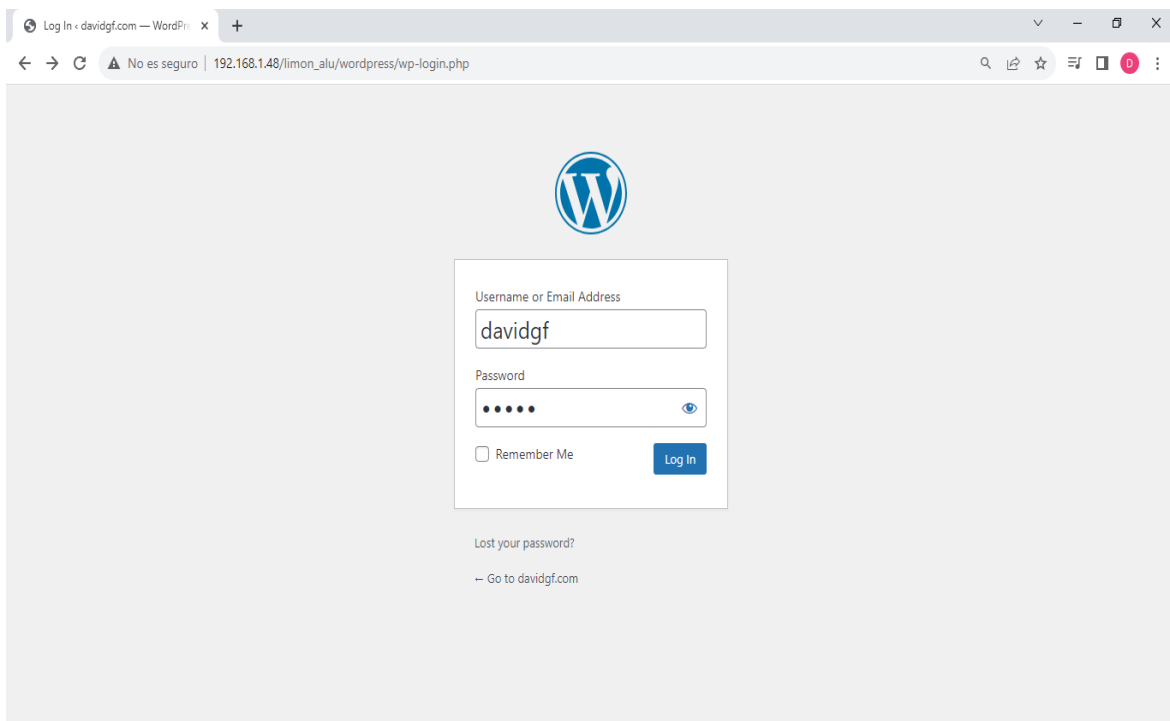 Log In ‹ davidgf.com — WordPre
No es seguro | 192.168.1.48/limon_alu/wordpress/wp-login.php
D
Username or Email Address
davidgf
Password
•••••
Remember Me
Log In
Lost your password?
← Go to davidgf.com